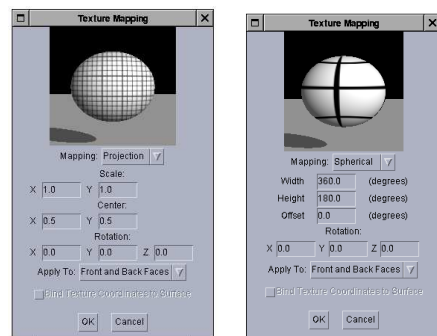 Texture Mapping
Mapping: Projection
Scale:
X 1.0 Y 1.0
Center:
X 0.5 Y 0.5
Rotation:
X 0.0 Y 0.0 Z 0.0
Apply To: Front and Back Faces
Bind Texture Coordinates to Surface
OK Cancel
Texture Mapping
Mapping: Spherical
Width 360.0 (degrees)
Height 180.0 (degrees)
Offset 0.0 (degrees)
Rotation:
X 0.0 Y 0.0 Z 0.0
Apply To: Front and Back Faces
Bind Texture Coordinates to Surface
OK Cancel